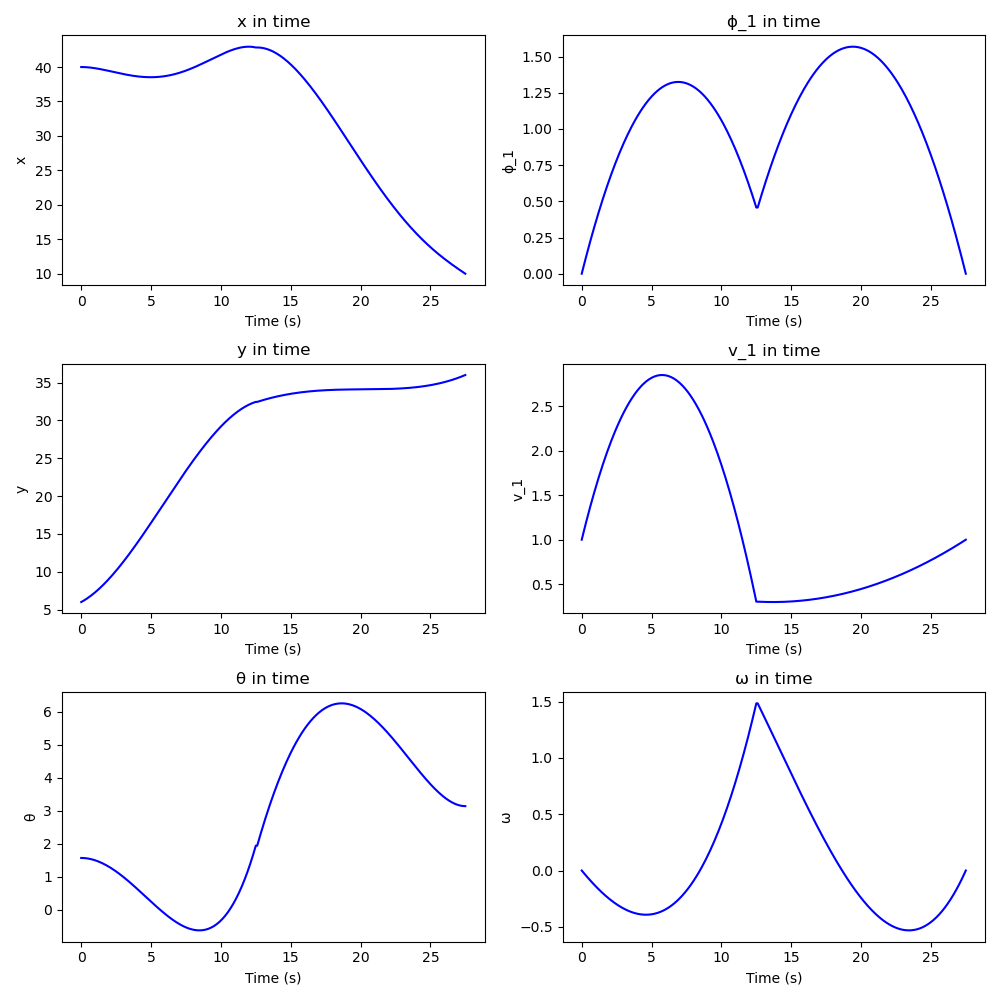 x in time
40
35
30
25
20
15
10
x
0 5 10 15 20 25
Time (s)
ϕ_1 in time
1.50
1.25
1.00
0.75
0.50
0.25
0.00
ϕ_1
0 5 10 15 20 25
Time (s)
y in time
35
30
25
20
15
10
5
y
0 5 10 15 20 25
Time (s)
v_1 in time
2.5
2.0
1.5
1.0
0.5
v_1
0 5 10 15 20 25
Time (s)
θ in time
6
5
4
3
2
1
0
θ
0 5 10 15 20 25
Time (s)
ω in time
1.5
1.0
0.5
0.0
−0.5
ω
0 5 10 15 20 25
Time (s)